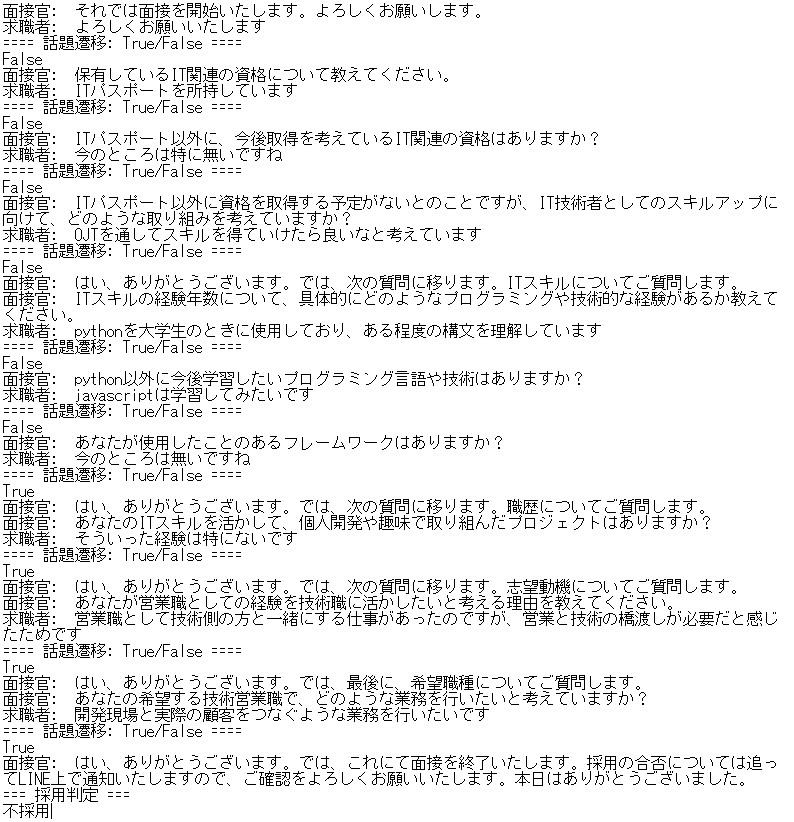 面接官: それでは面接を開始いたします。よろしくお願いします。
求職者: よろしくお願いいたします
==== 話題遷移: True/False ====
False
面接官: 保有しているIT関連の資格について教えてください。
求職者: ITパスポートを所持しています
==== 話題遷移: True/False ====
False
面接官: ITパスポート以外に、今後取得を考えているIT関連の資格はありますか？
求職者: 今のところは特に無いですね
==== 話題遷移: True/False ====
False
面接官: ITパスポート以外に資格を取得する予定がないとのことですが、IT技術者としてのスキルアップに
向けて、どのような取り組みを考えていますか？
求職者: OJTを通してスキルを得ていけたら良いなと考えています
==== 話題遷移: True/False ====
False
面接官: はい、ありがとうございます。では、次の質問に移ります。ITスキルについてご質問します。
面接官: ITスキルの経験年数について、具体的にどのようなプログラミングや技術的な経験があるか教えて
ください。
求職者: pythonを大学生のときに使用しており、ある程度の構文を理解しています
==== 話題遷移: True/False ====
False
面接官: python以外に今後学習したいプログラミング言語や技術はありますか？
求職者: javascriptは学習してみたいです
==== 話題遷移: True/False ====
False
面接官: あなたが使用したことのあるフレームワークはありますか？
求職者: 今のところは無いですね
==== 話題遷移: True/False ====
True
面接官: はい、ありがとうございます。では、次の質問に移ります。職歴についてご質問します。
面接官: あなたのITスキルを活かして、個人開発や趣味で取り組んだプロジェクトはありますか？
求職者: そういった経験は特にないです
==== 話題遷移: True/False ====
True
面接官: はい、ありがとうございます。では、次の質問に移ります。志望動機についてご質問します。
面接官: あなたが営業職としての経験を技術職に活かしたいと考える理由を教えてください。
求職者: 営業職として技術側の方と一緒にする仕事があったのですが、営業と技術の橋渡しが必要だと感じ
たためです
==== 話題遷移: True/False ====
True
面接官: はい、ありがとうございます。では、最後に、希望職種についてご質問します。
面接官: あなたの希望する技術営業職で、どのような業務を行いたいと考えていますか？
求職者: 開発現場と実際の顧客をつなぐような業務を行いたいです
==== 話題遷移: True/False ====
True
面接官: はい、ありがとうございます。では、これにて面接を終了いたします。採用の合否については追っ
てLINE上で通知いたしますので、ご確認をよろしくお願いいたします。本日はありがとうございました。
=== 採用判定 ===
不採用